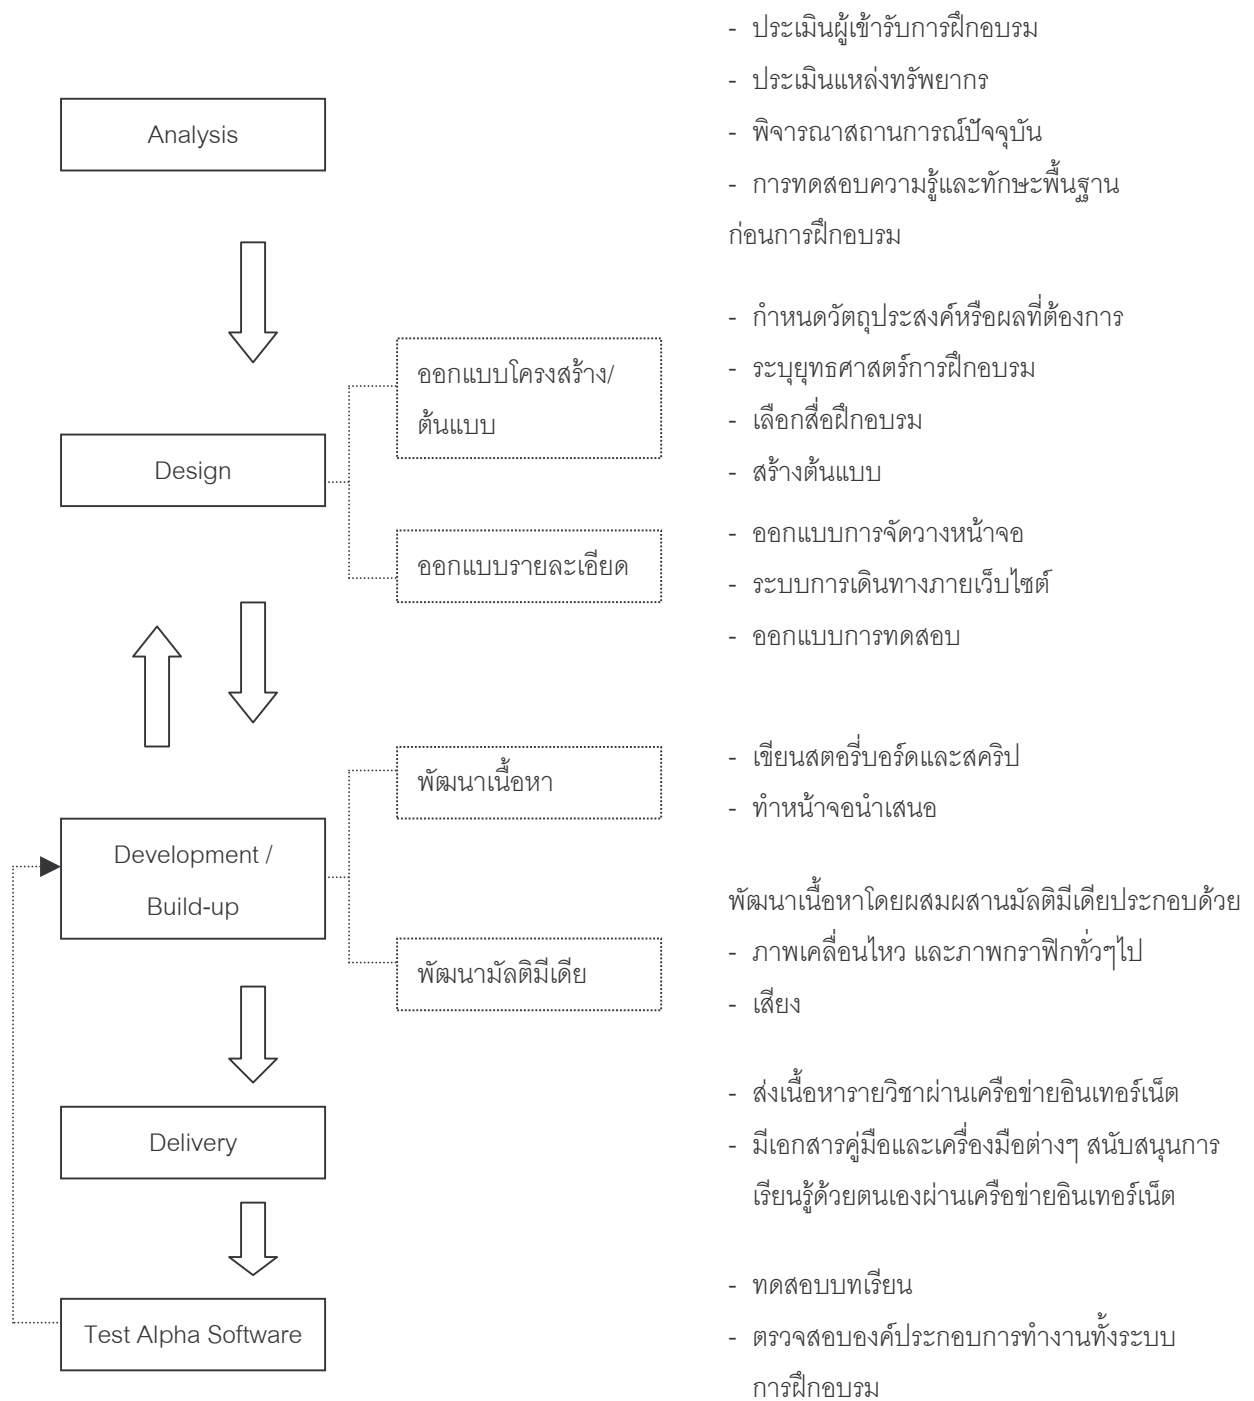 - ประเมินผู้เข้ารับการฝึกอบรม
- ประเมินแหล่งทรัพยากร
Analysis
- พิจารณาสถานการณ์ปัจจุบัน
- การทดสอบความรู้และทักษะพื้นฐาน
ก่อนการฝึกอบรม
- กำหนดวัตถุประสงค์หรือผลที่ต้องการ
ออกแบบโครงสร้าง/
ต้นแบบ
- ระบุยุทธศาสตร์การฝึกอบรม
- เลือกสื่อฝึกอบรม
Design
- สร้างต้นแบบ
- ออกแบบการจัดวางหน้าจอ
ออกแบบรายละเอียด
- ระบบการเดินทางภายเว็บไซต์
- ออกแบบการทดสอบ
พัฒนาเนื้อหา
- เขียนสตอรี่บอร์ดและสคริป
- ทำหน้าจอนำเสนอ
Development /
Build-up
พัฒนาเนื้อหาโดยผสมผสานมัลติมีเดียประกอบด้วย
- ภาพเคลื่อนไหว และภาพกราฟิกทั่วๆไป
พัฒนามัลติมีเดีย
- เสียง
- ส่งเนื้อหารายวิชาผ่านเครือข่ายอินเทอร์เน็ต
Delivery
- มีเอกสารคู่มือและเครื่องมือต่างๆ สนับสนุนการ
เรียนรู้ด้วยตนเองผ่านเครือข่ายอินเทอร์เน็ต
- ทดสอบบทเรียน
Test Alpha Software
- ตรวจสอบองค์ประกอบการทำงานทั้งระบบ
การฝึกอบรม